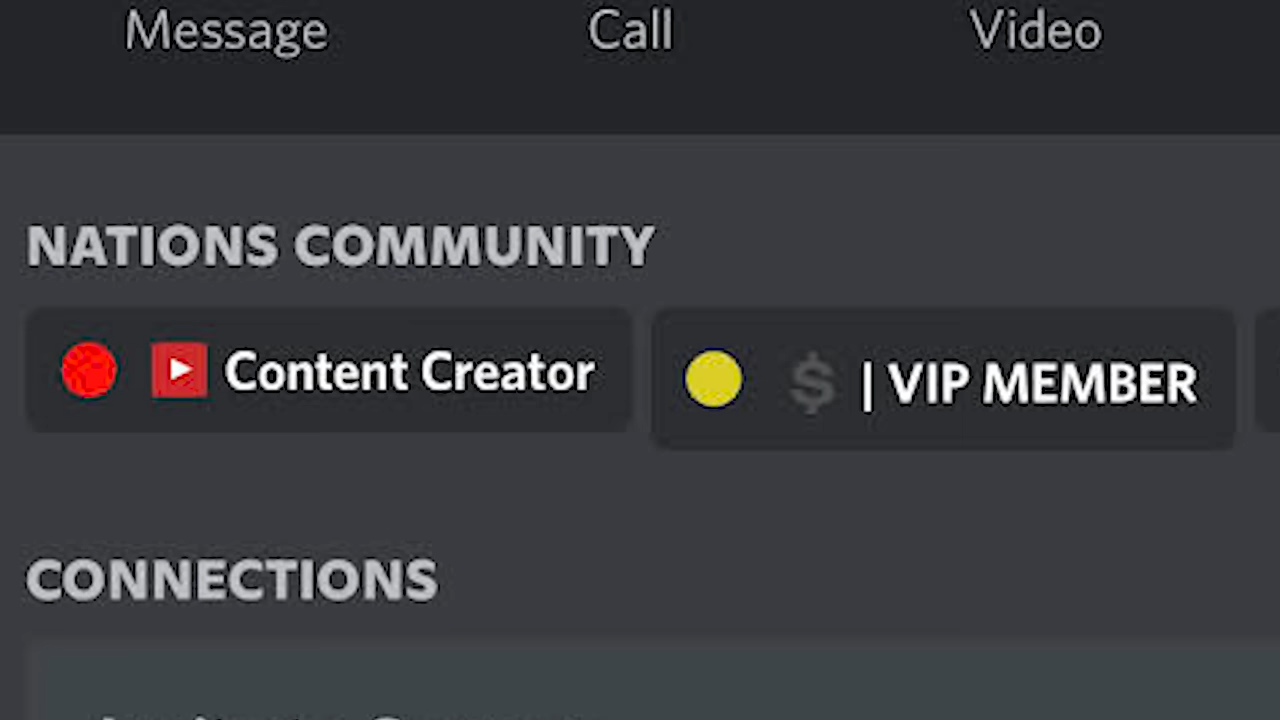 Message Call Video
NATIONS COMMUNITY
Content Creator $ | VIP MEMBER
CONNECTIONS